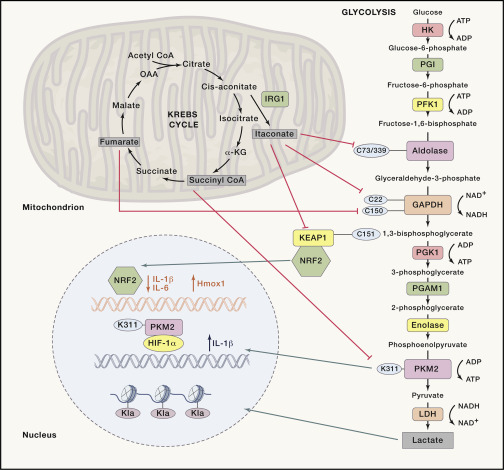 GLYCOLYSIS
Glucose
HK
ATP
ADP
Glucose-6-phosphate
PGI
Fructose-6-phosphate
PFK1
ATP
ADP
Fructose-1,6-bisphosphate
C73/339
Aldolase
Glyceraldehyde-3-phosphate
C22
C150
GAPDH
NAD+
NADH
C151
1,3-bisphosphoglycerate
PGK1
ADP
ATP
3-phosphoglycerate
PGAM1
2-phosphoglycerate
Enolase
Phosphoenolpyruvate
K311
PKM2
ADP
ATP
Pyruvate
LDH
NADH
NAD+
Lactate
Acetyl CoA
OAA
Citrate
Cis-aconitate
IRG1
Malate
KREBS
CYCLE
Isocitrate
Itaconate
Fumarate
α-KG
Succinate
Succinyl CoA
Mitochondrion
KEAP1
NRF2
NRF2
IL-1β
IL-6
Hmox1
K311
PKM2
HIF-1α
IL-1β
Kla
Kla
Kla
Nucleus